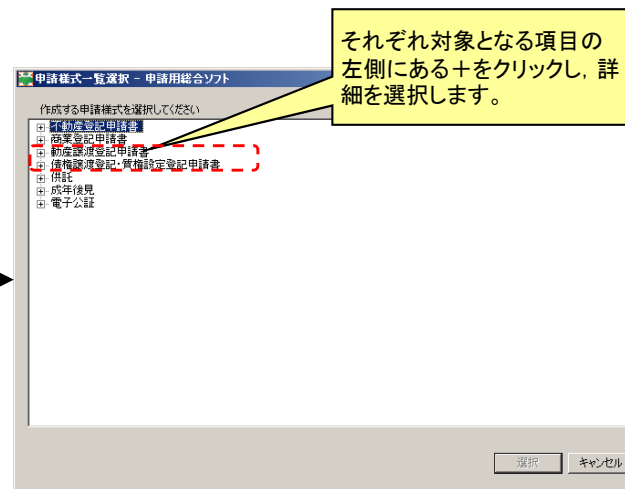 それぞれ対象となる項目の
左側にある＋をクリックし，詳
細を選択します。
申請様式一覧選択 - 申請用総合ソフト
作成する申請様式を選択してください
不動産登記申請書
商業登記申請書
動産譲渡登記申請書
債権譲渡登記・質権設定登記申請書
供託
成年後見
電子公証
選択 キャンセル